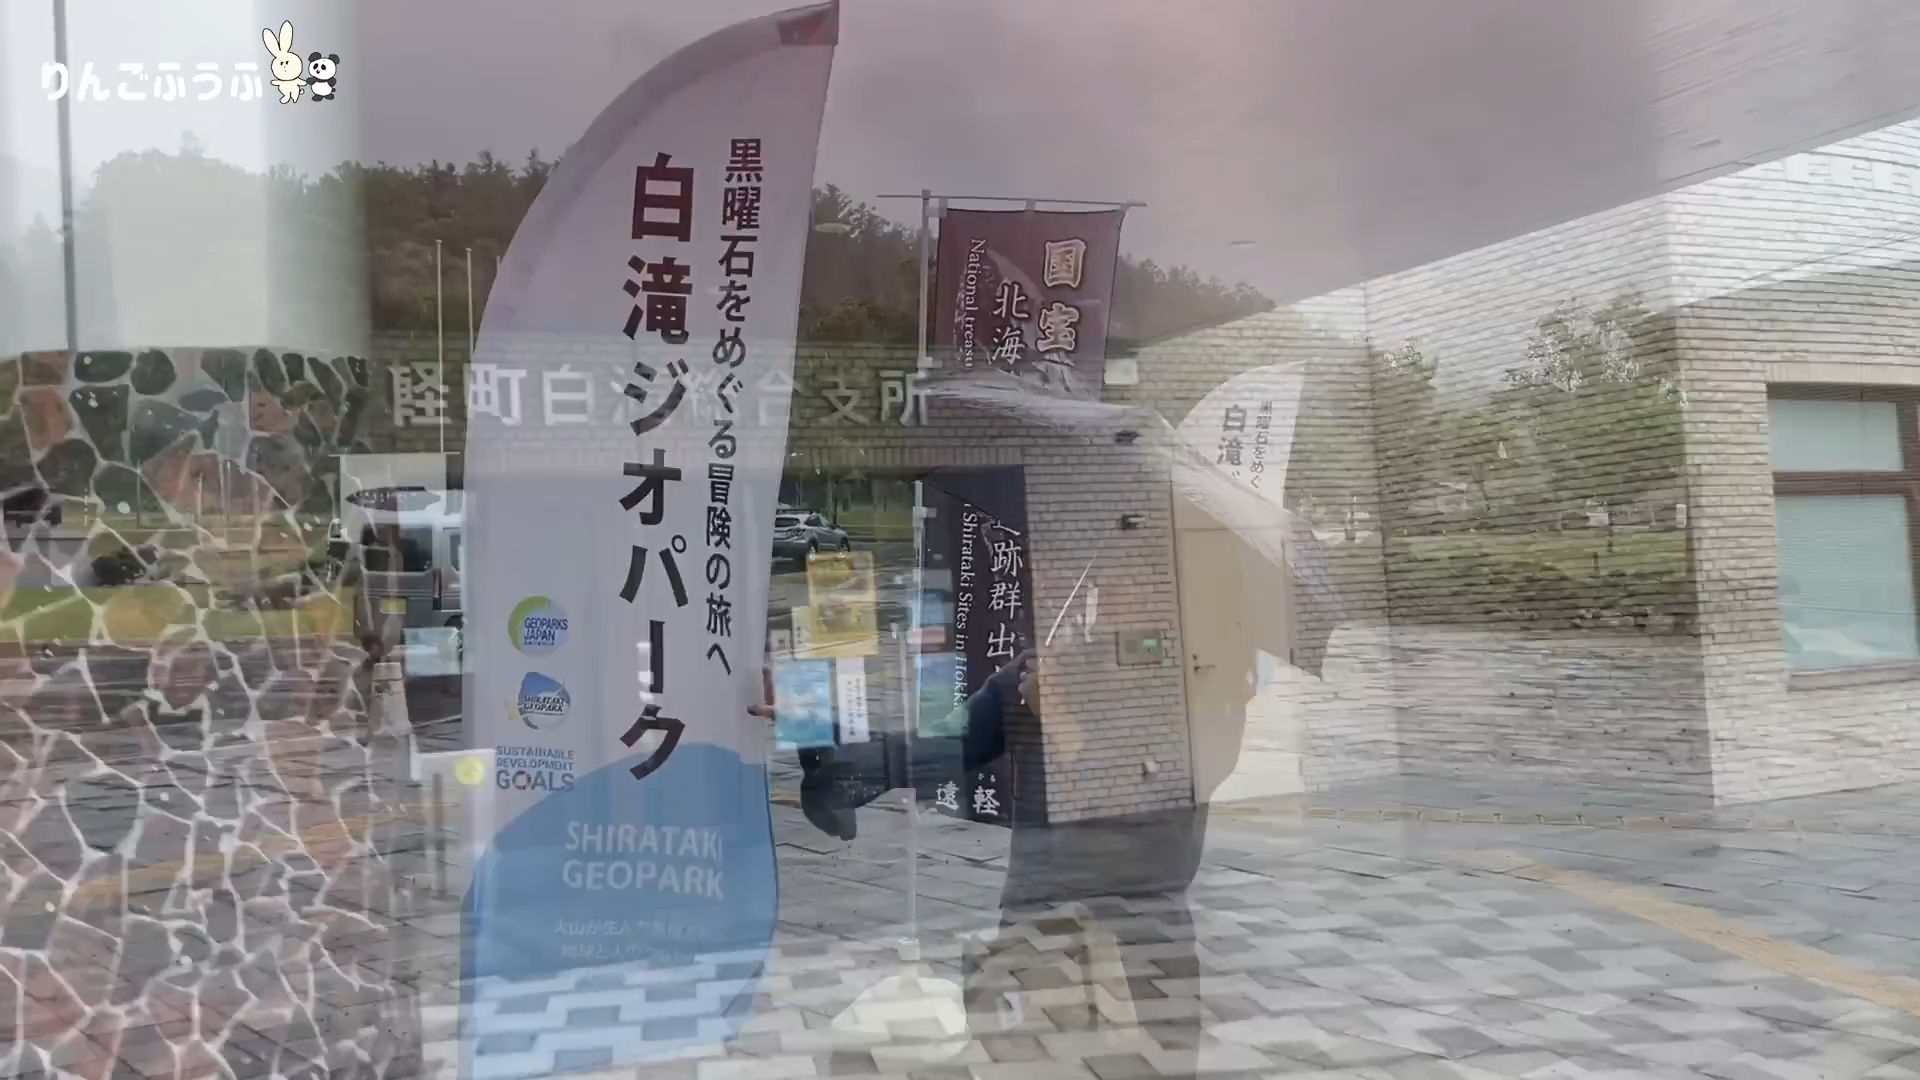 りんごふうふ
黒曜石をめぐる冒険の旅へ
白滝ジオパーク
GEOPARKS
JAPAN
SHIRATAKI
GEOPARK
SUSTAINABLE
DEVELOPMENT
GOALS
SHIRATAKI
GEOPARK
国宝
北海
National treasu
跡群出
Shirataki Sites in Hokk
遠軽
軽町白滝総合支所
黒曜石をめぐ
白滝